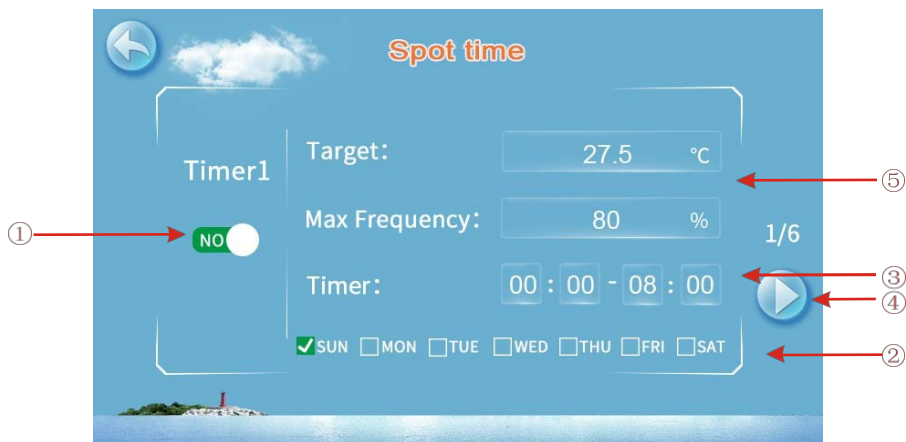 Spot time
Timer1
Target: 27.5 °C
⑤
① NO
Max Frequency: 80 %
1/6
Timer: 00 : 00 - 08 : 00
③
④
SUN MON TUE WED THU FRI SAT
②